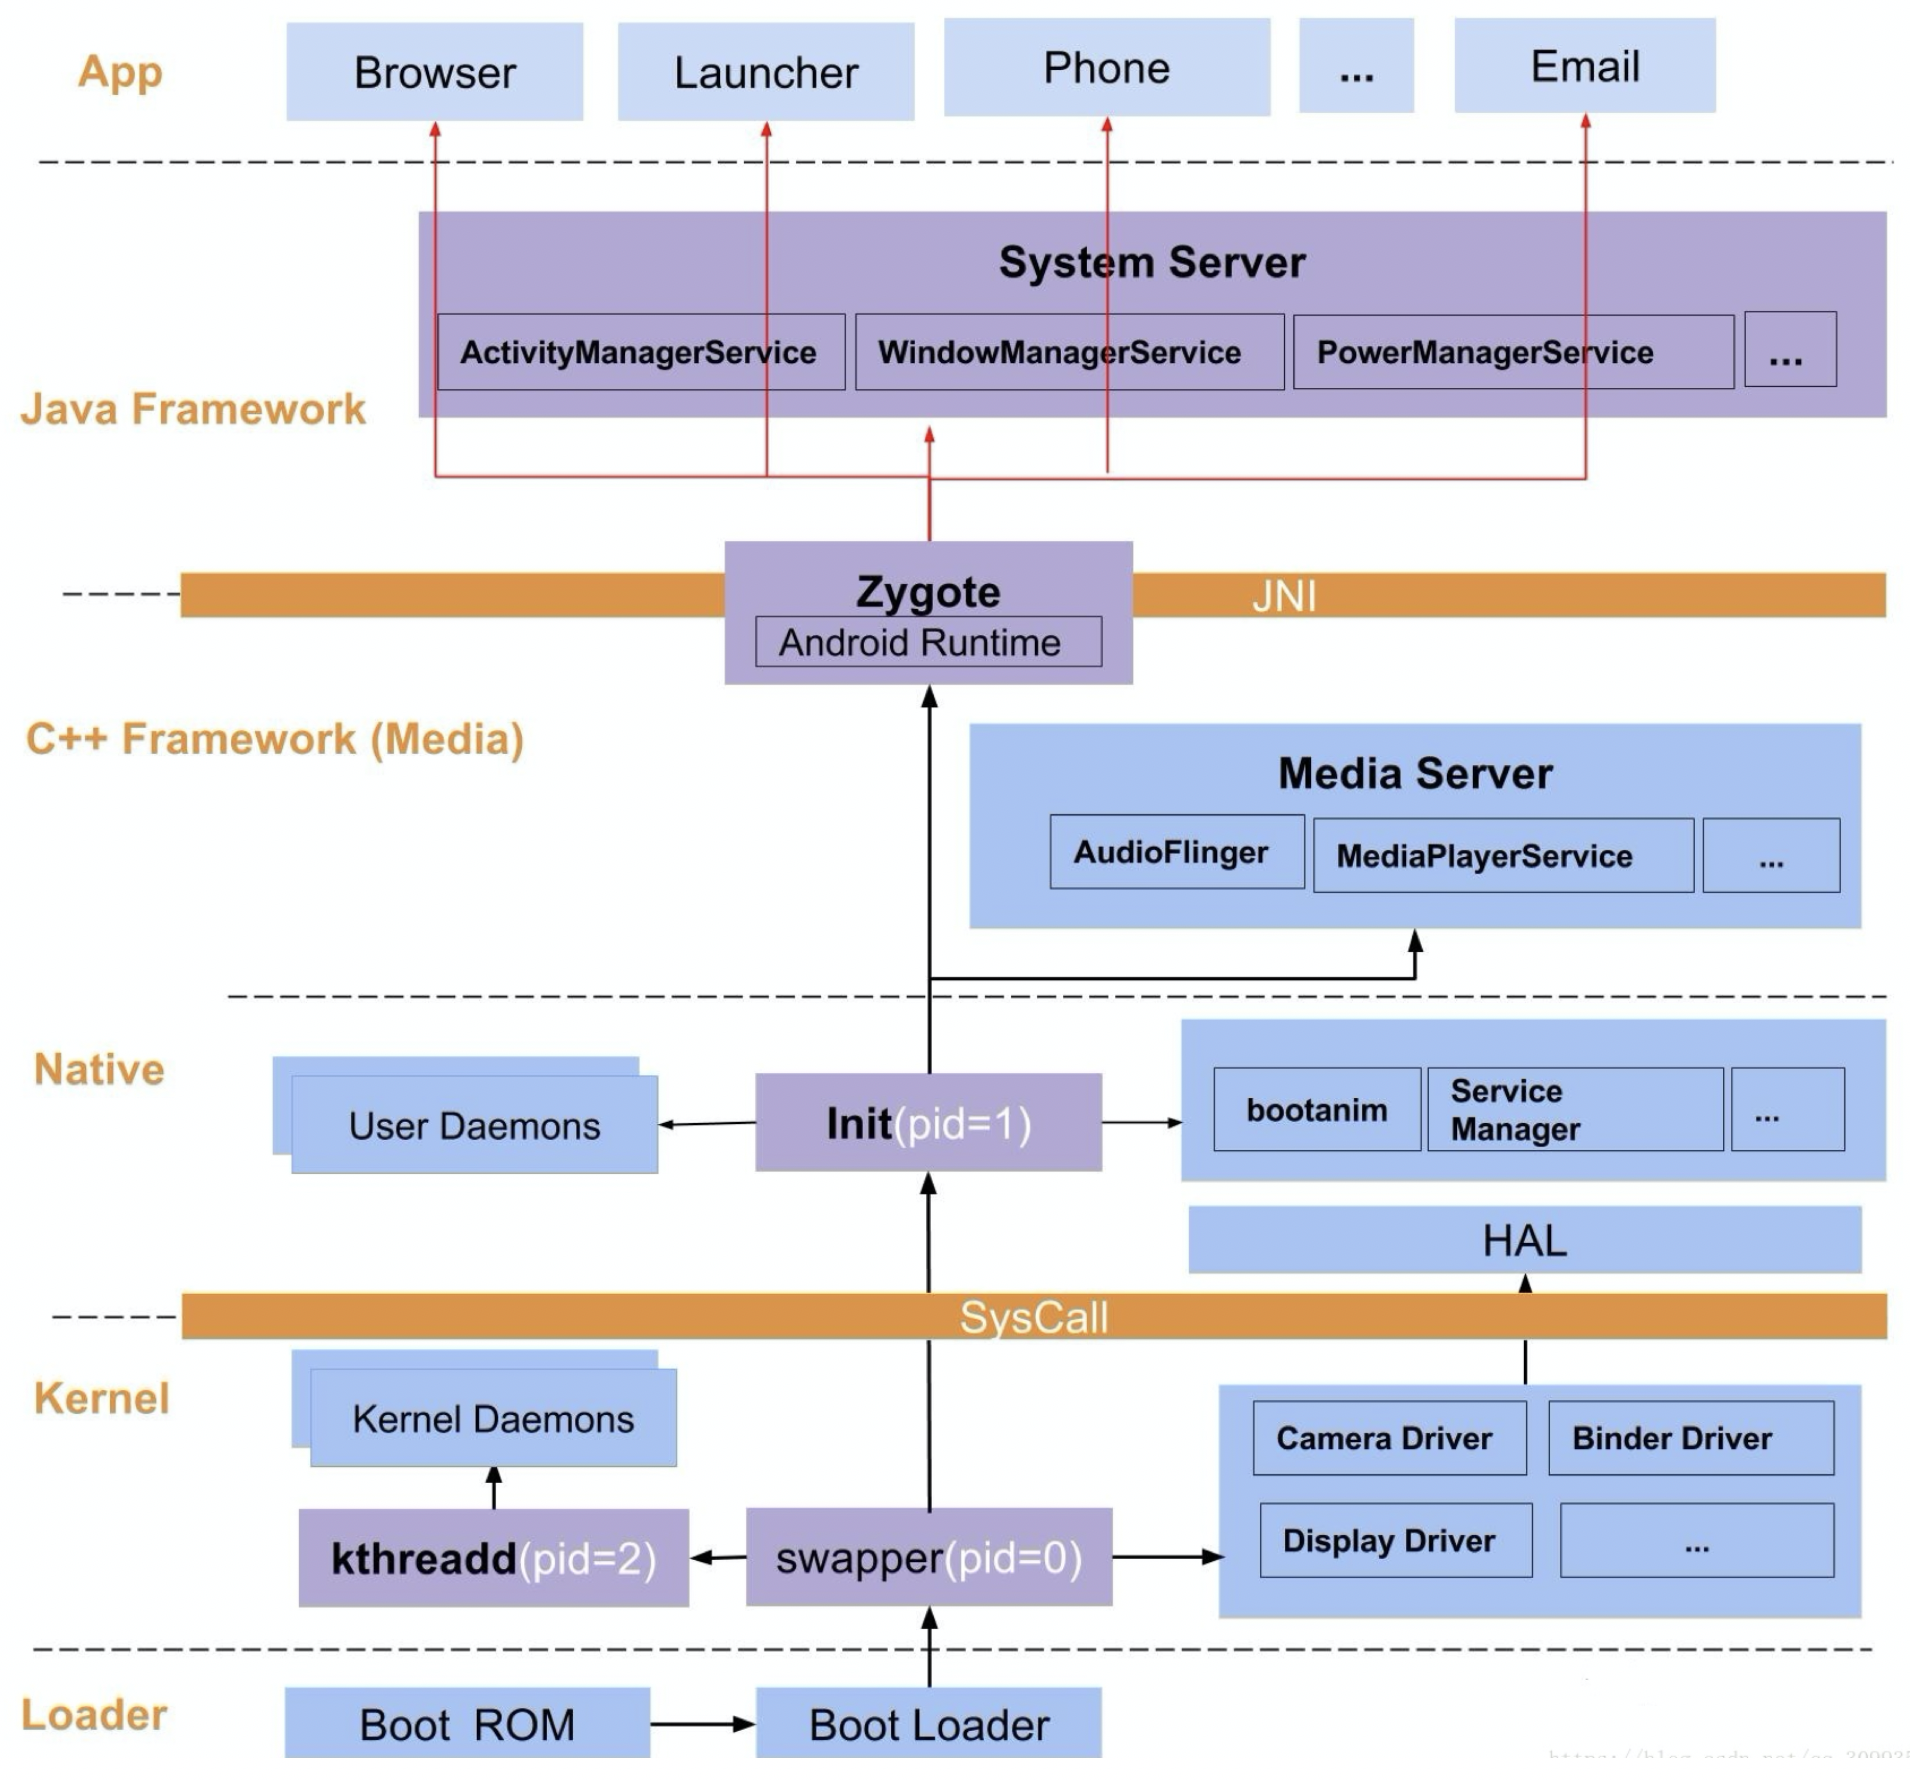 App
Browser
Launcher
Phone
...
Email
System Server
ActivityManagerService
WindowManagerService
PowerManagerService
...
Java Framework
Zygote
JNI
Android Runtime
C++ Framework (Media)
Media Server
AudioFlinger
MediaPlayerService
...
Native
User Daemons
Init(pid=1)
bootanim
Service
Manager
...
HAL
SysCall
Kernel
Kernel Daemons
Camera Driver
Binder Driver
kthreadd(pid=2)
swapper(pid=0)
Display Driver
...
Loader
Boot ROM
Boot Loader